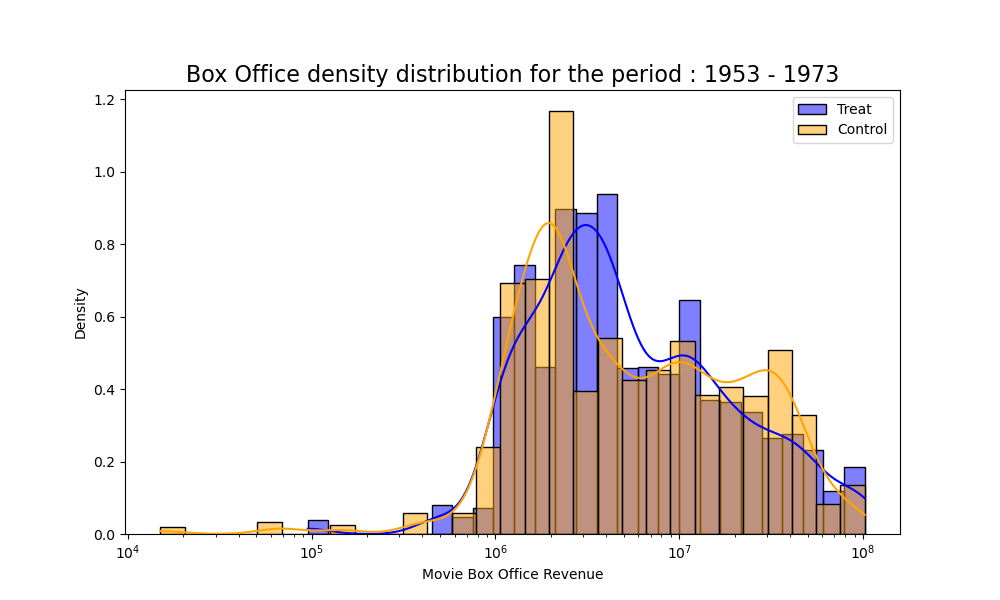 Box Office density distribution for the period : 1953 - 1973
Treat
Control
Density
1.2
1.0
0.8
0.6
0.4
0.2
0.0
10⁴ 10⁵ 10⁶ 10⁷ 10⁸
Movie Box Office Revenue